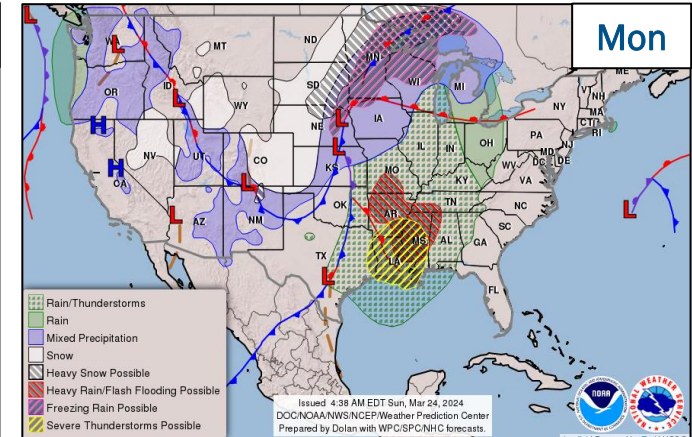 Mon
L
WA
L
MT
ND
MN
ME
OR
ID
L
SD
WI
MI
VT
NH
WY
NY
MA
CT
RI
H
L
IA
NE
PA
NJ
NV
UT
CO
L
IL
IN
OH
MD
DE
DC
WV
H
CA
KS
MO
KY
VA
L
L
AZ
NM
OK
AR
TN
NC
L
SC
MS
AL
GA
TX
LA
L
FL
Rain/Thunderstorms
Rain
Mixed Precipitation
Snow
Heavy Snow Possible
Heavy Rain/Flash Flooding Possible
Freezing Rain Possible
Severe Thunderstorms Possible
Issued 4:38 AM EDT Sun, Mar 24, 2024
DOC/NOAA/NWS/NCEP/Weather Prediction Center
Prepared by Dolan with WPC/SPC/NHC forecasts.
NOAA
NATIONAL WEATHER SERVICE